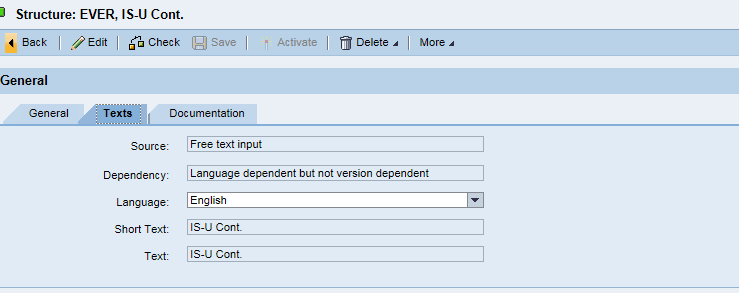 Structure: EVER, IS-U Cont.
Back Edit Check Save Activate Delete More
General
General Texts Documentation
Source: Free text input
Dependency: Language dependent but not version dependent
Language: English
Short Text: IS-U Cont.
Text: IS-U Cont.